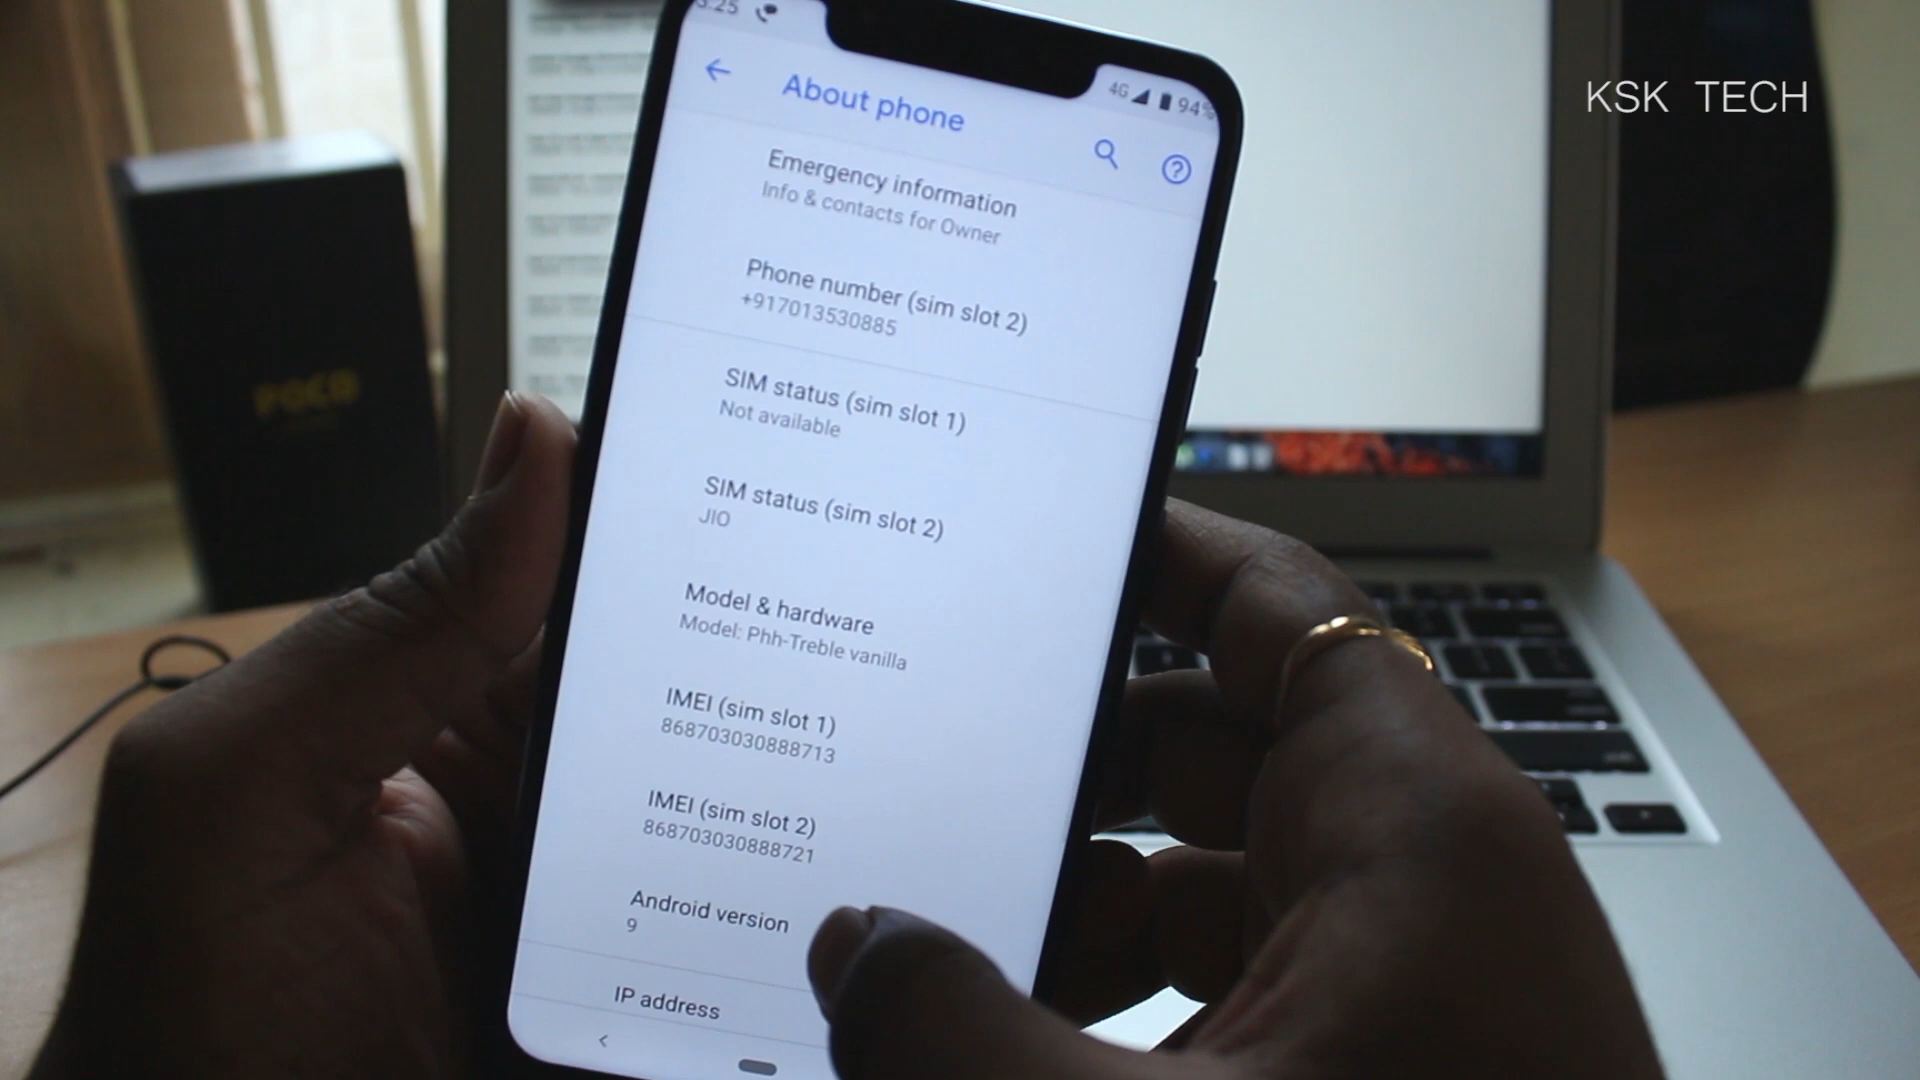 3:25
4G 94%
KSK TECH
About phone
Emergency information
Info & contacts for Owner
Phone number (sim slot 2)
+917013530885
SIM status (sim slot 1)
Not available
SIM status (sim slot 2)
JIO
Model & hardware
Model: Phh-Treble vanilla
IMEI (sim slot 1)
868703030888713
IMEI (sim slot 2)
868703030888721
Android version
9
IP address
POCO